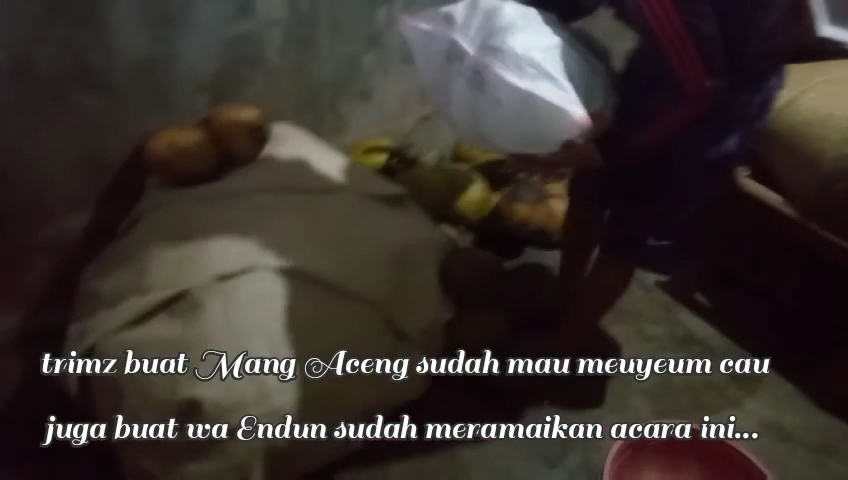 trimz buat Mang Aceng sudah mau meuyeum cau
juga buat wa Endun sudah meramaikan acara ini...